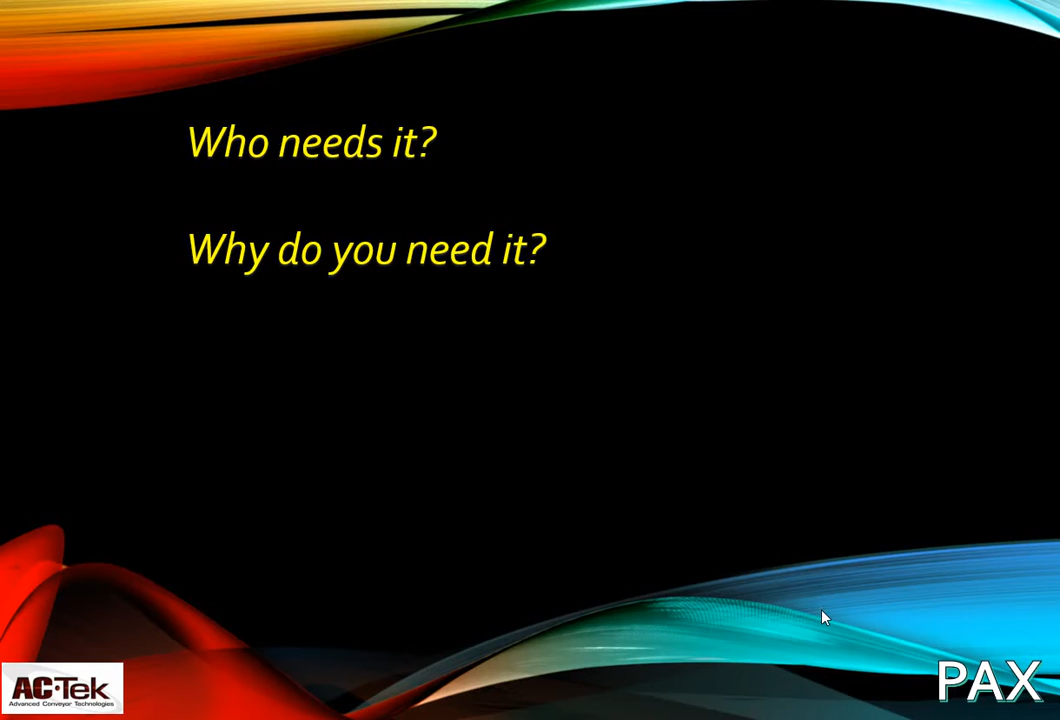 Who needs it?
Why do you need it?
AC·Tek
Advanced Conveyor Technologies
PAX